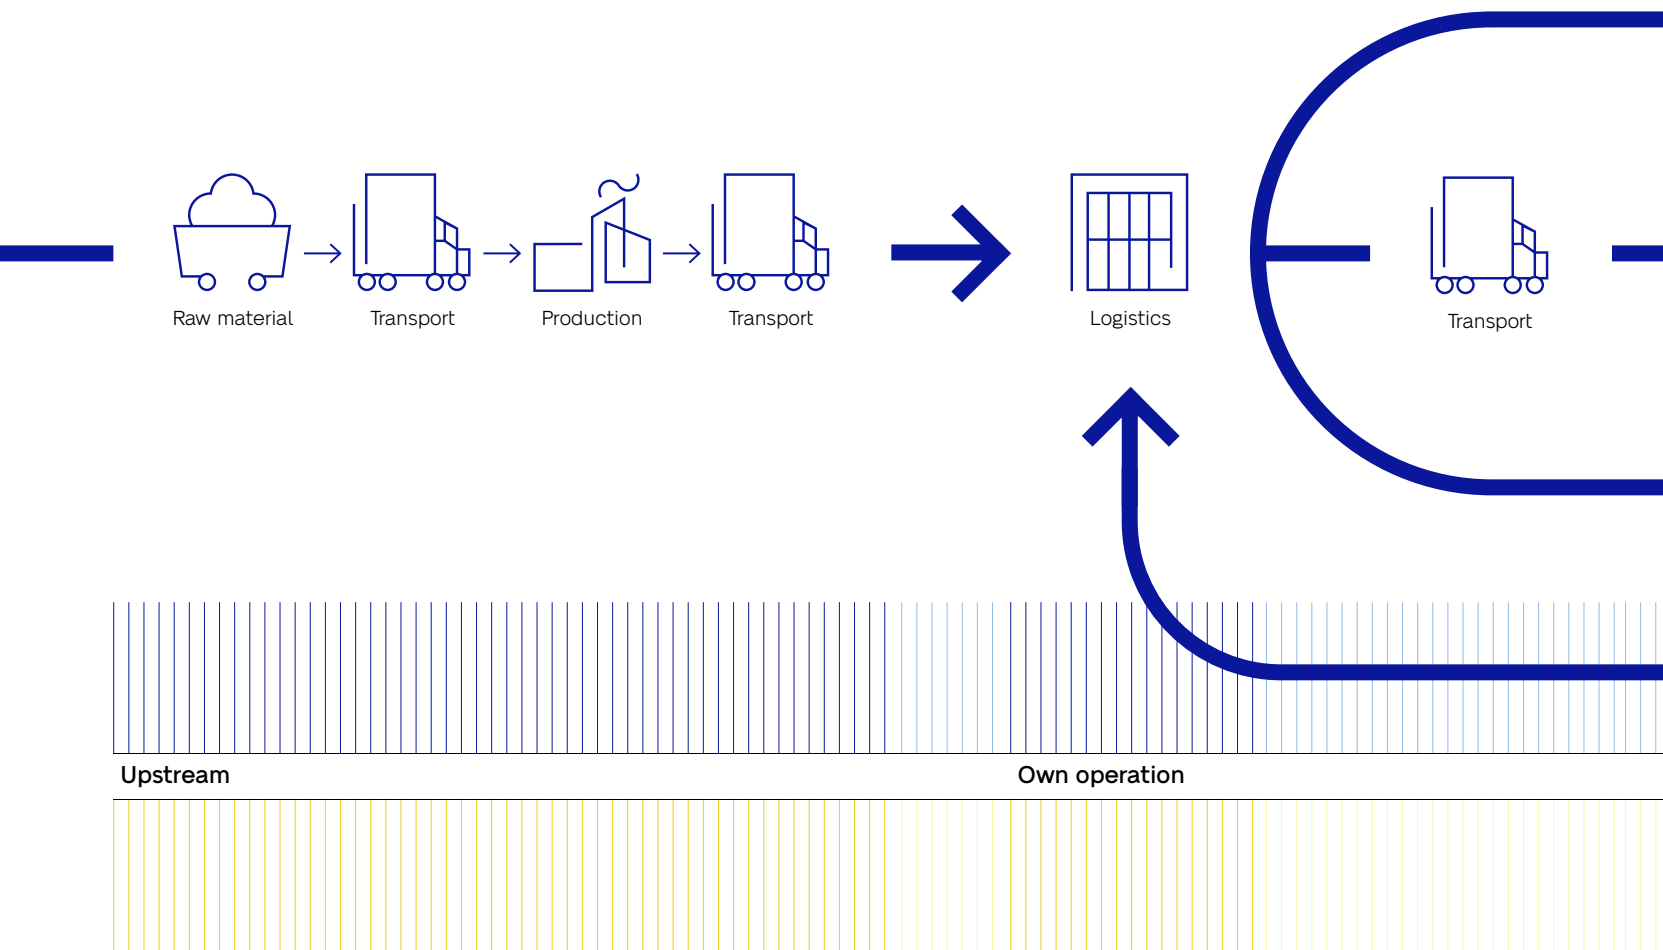 Raw material
Transport
Production
Transport
Logistics
Transport
Upstream
Own operation